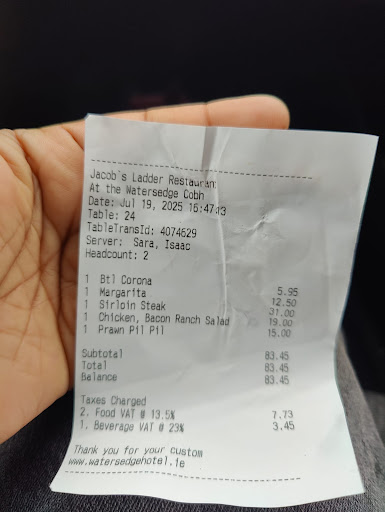 Jacob's Ladder Restaurant
At the Watersedge Cobh
Date: Jul 19, 2025 16:47:13
Table: 24
TableTransId: 4074629
Server: Sara, Isaac
Headcount: 2
1 Btl Corona 5.95
1 Margarita 12.50
1 Sirloin Steak 31.00
1 Chicken, Bacon Ranch Salad 19.00
1 Prawn Pil Pil 15.00
Subtotal 83.45
Total 83.45
Balance 83.45
Taxes Charged
2. Food VAT @ 13.5% 7.73
1. Beverage VAT @ 23% 3.45
Thank you for your custom
www.watersedgehotel.ie